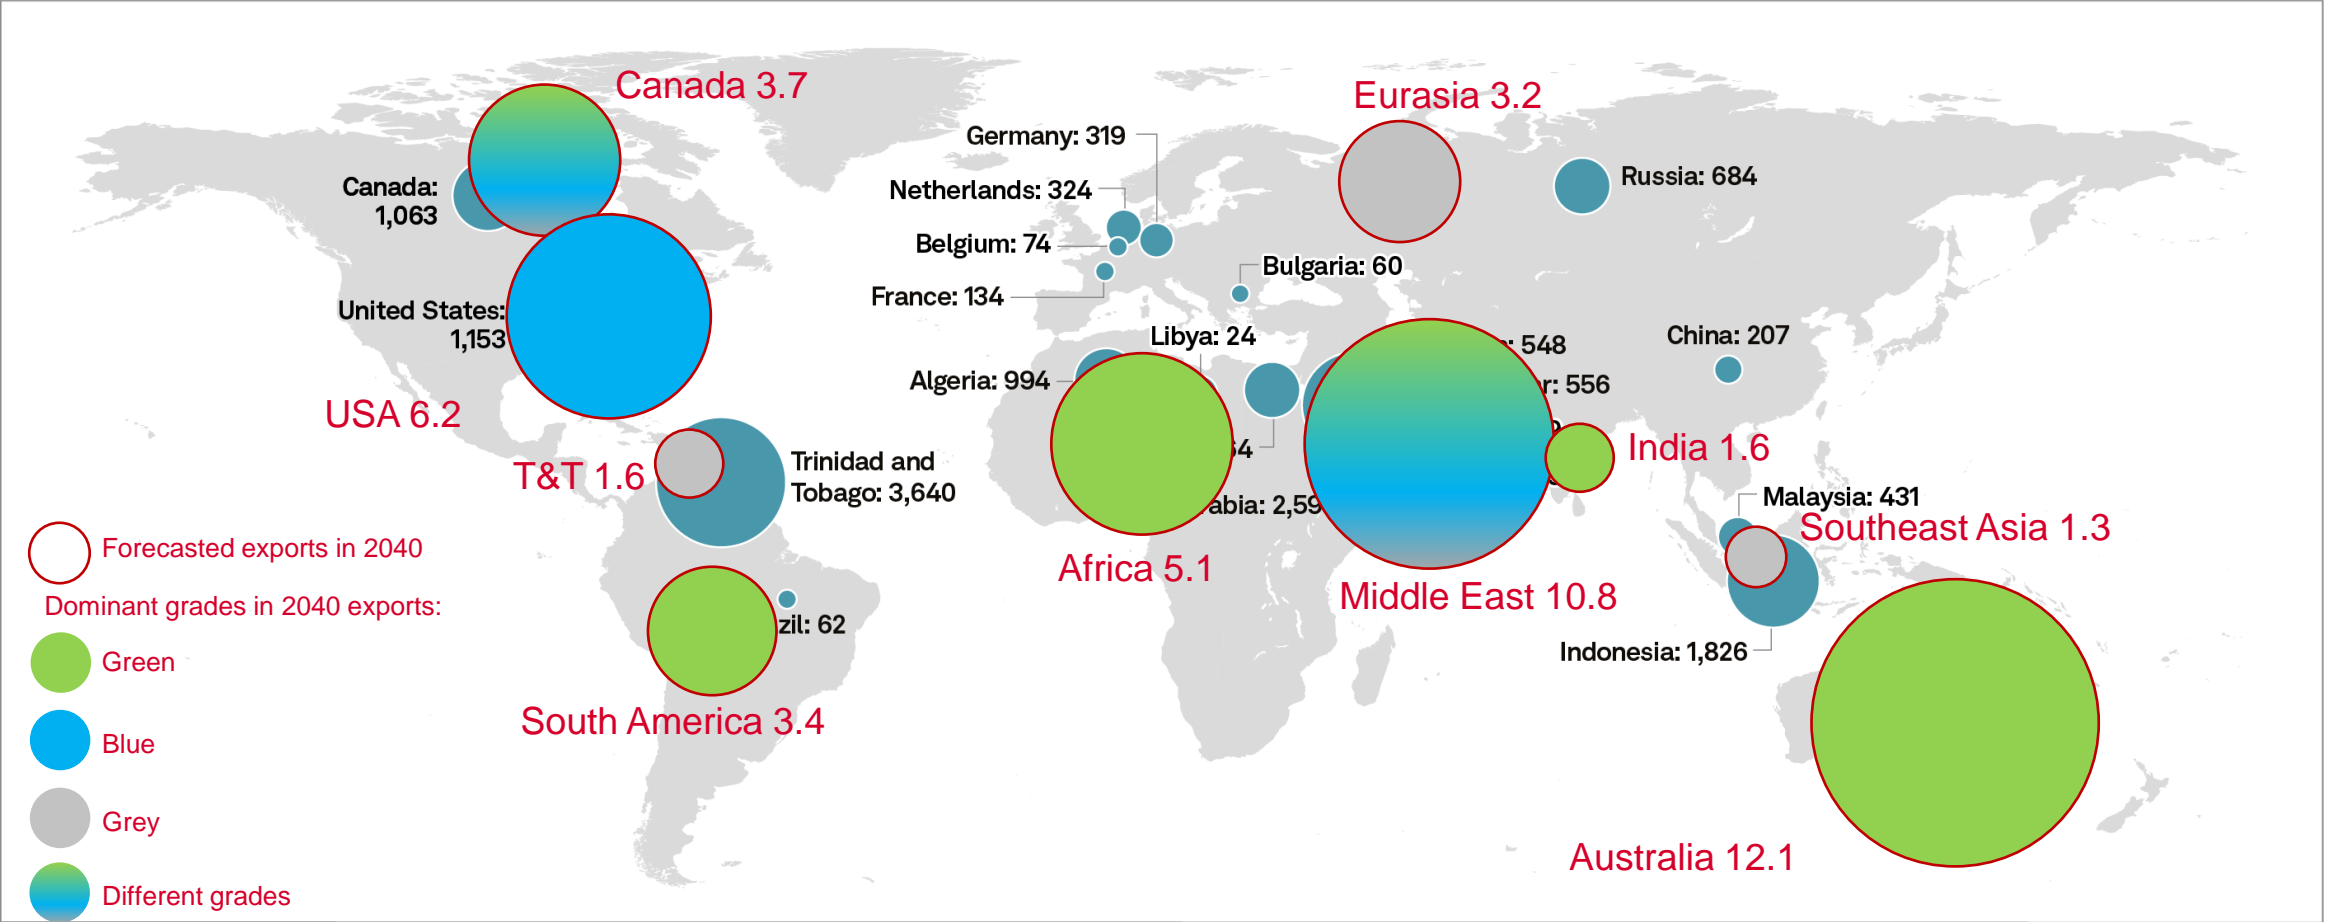 Canada 3.7
Eurasia 3.2
Germany: 319
Netherlands: 324
Russia: 684
Canada:
1,063
Belgium: 74
Bulgaria: 60
France: 134
United States:
1,153
Libya: 24
China: 207
: 548
Algeria: 994
r: 556
USA 6.2
India 1.6
64
T&T 1.6
Trinidad and
Tobago: 3,640
abia: 2,59
Malaysia: 431
Southeast Asia 1.3
Forecasted exports in 2040
Africa 5.1
Middle East 10.8
Dominant grades in 2040 exports:
zil: 62
Indonesia: 1,826
Green
South America 3.4
Blue
Grey
Australia 12.1
Different grades